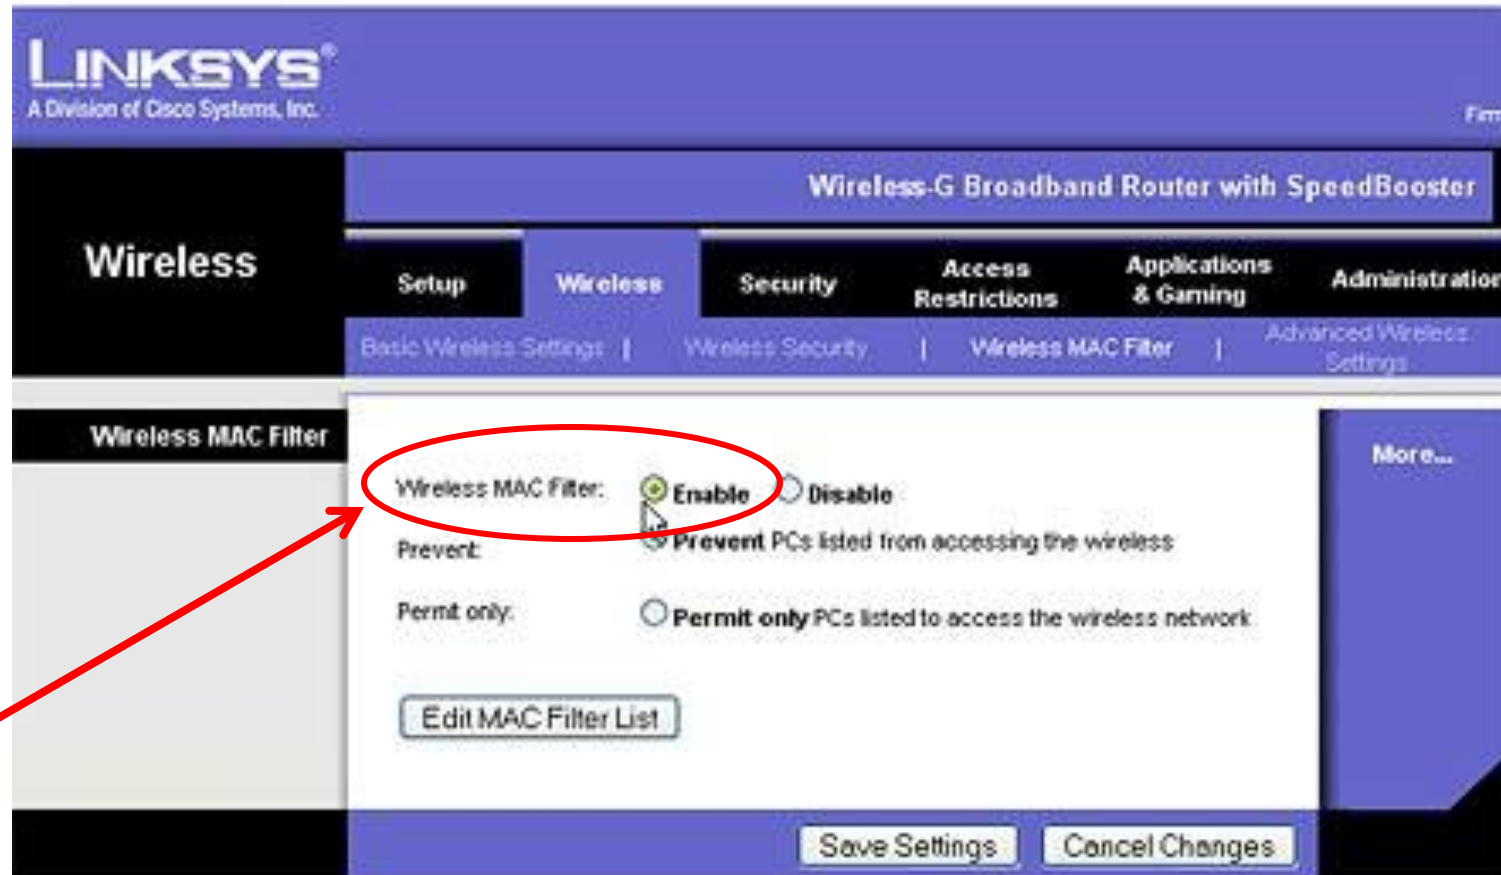 LINKSYS®
A Division of Cisco Systems, Inc.
Firm
Wireless-G Broadband Router with SpeedBooster
Wireless
Setup
Wireless
Security
Access Restrictions
Applications & Gaming
Administration
Basic Wireless Settings |
Wireless Security |
Wireless MAC Filter |
Advanced Wireless Settings
Wireless MAC Filter
More...
Wireless MAC Filter: Enable Disable
Prevent: Prevent PCs listed from accessing the wireless
Permit only: Permit only PCs listed to access the wireless network
Edit MAC Filter List
Save Settings
Cancel Changes